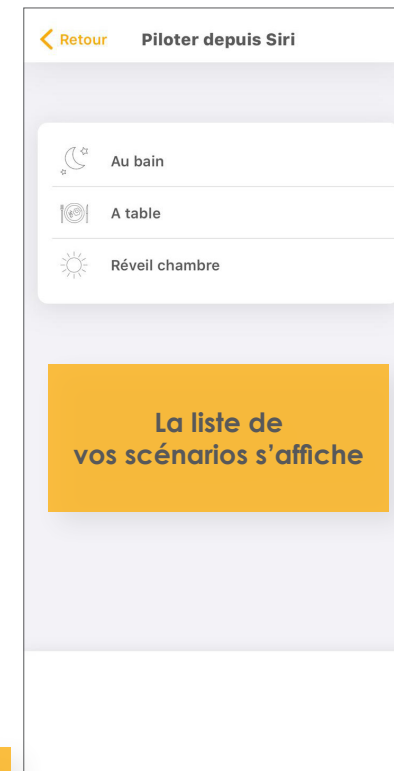 Retour Piloter depuis Siri
Au bain
A table
Réveil chambre
La liste de
vos scénarios s’affiche